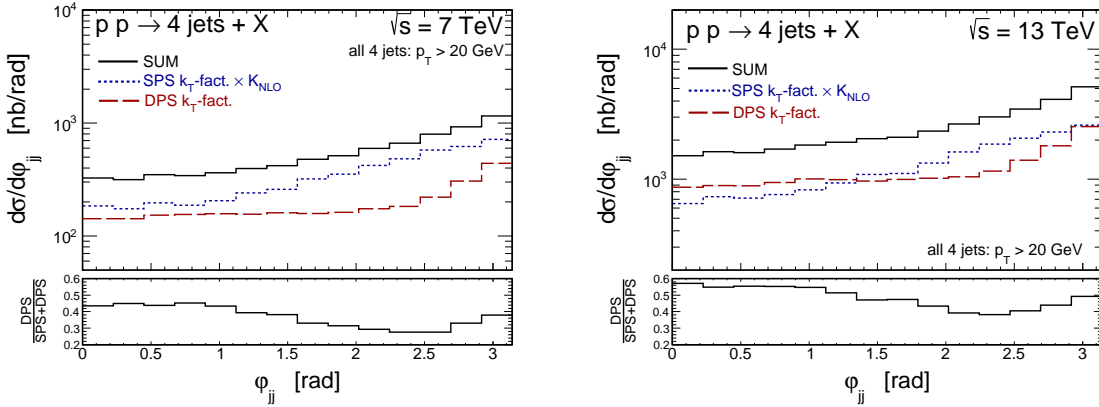 p p → 4 jets + X
√s = 7 TeV
all 4 jets: p_T > 20 GeV
SUM
SPS k_T-fact. × K_NLO
DPS k_T-fact.
dσ/dφ_jj [nb/rad]
10^4
10^3
10^2
DPS
SPS+DPS
0.6
0.5
0.4
0.3
0.2
0 0.5 1 1.5 2 2.5 3
φ_jj [rad]
p p → 4 jets + X
√s = 13 TeV
SUM
SPS k_T-fact. × K_NLO
DPS k_T-fact.
all 4 jets: p_T > 20 GeV
dσ/dφ_jj [nb/rad]
10^4
10^3
DPS
SPS+DPS
0.6
0.5
0.4
0.3
0.2
0 0.5 1 1.5 2 2.5 3
φ_jj [rad]